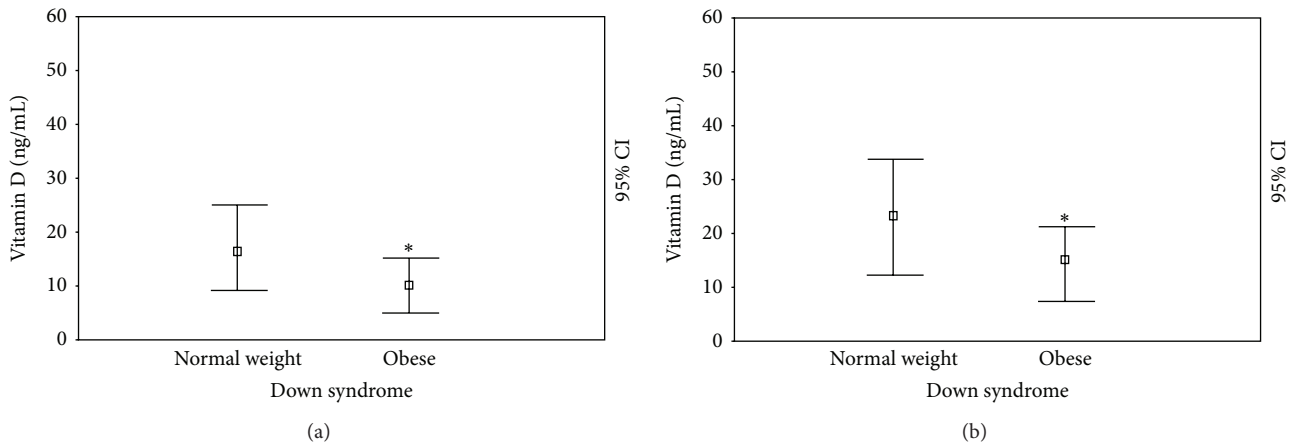 60
50
40
30
20
10
0
Vitamin D (ng/mL)
*
95% CI
Normal weight
Obese
Down syndrome
(a)
60
50
40
30
20
10
0
Vitamin D (ng/mL)
*
95% CI
Normal weight
Obese
Down syndrome
(b)